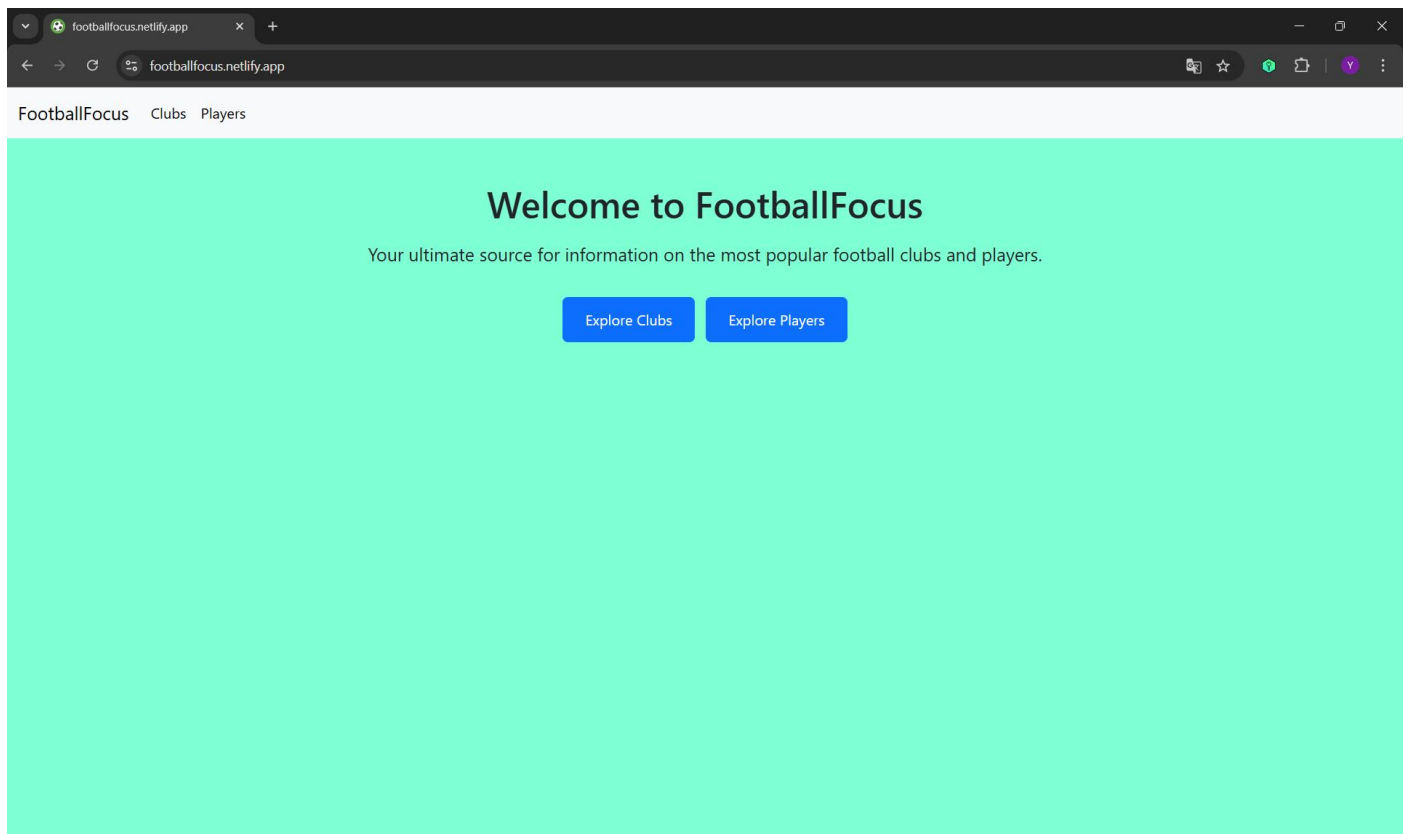 footballfocus.netlify.app
footballfocus.netlify.app
Y
FootballFocus Clubs Players
Welcome to FootballFocus
Your ultimate source for information on the most popular football clubs and players.
Explore Clubs Explore Players